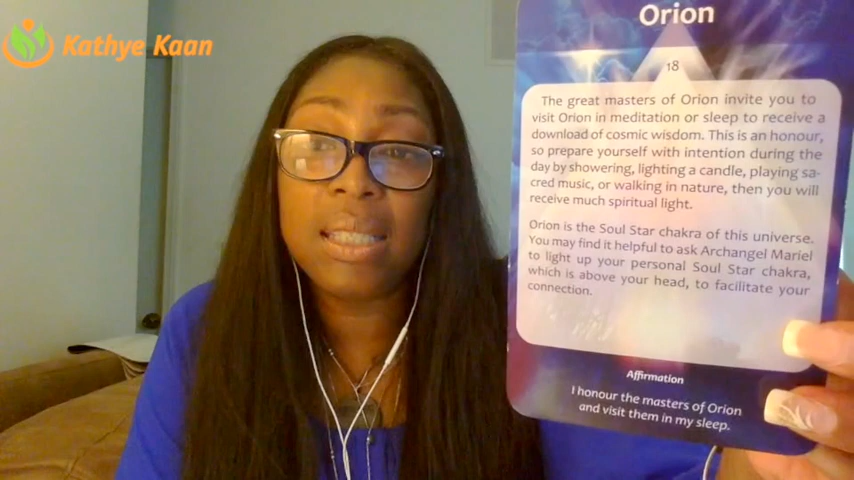 Kathye Kaan
Orion
18
The great masters of Orion invite you to
visit Orion in meditation or sleep to receive a
download of cosmic wisdom. This is an honour,
so prepare yourself with intention during the
day by showering, lighting a candle, playing sa-
cred music, or walking in nature, then you will
receive much spiritual light.
Orion is the Soul Star chakra of this universe.
You may find it helpful to ask Archangel Mariel
to light up your personal Soul Star chakra,
which is above your head, to facilitate your
connection.
Affirmation
I honour the masters of Orion
and visit them in my sleep.